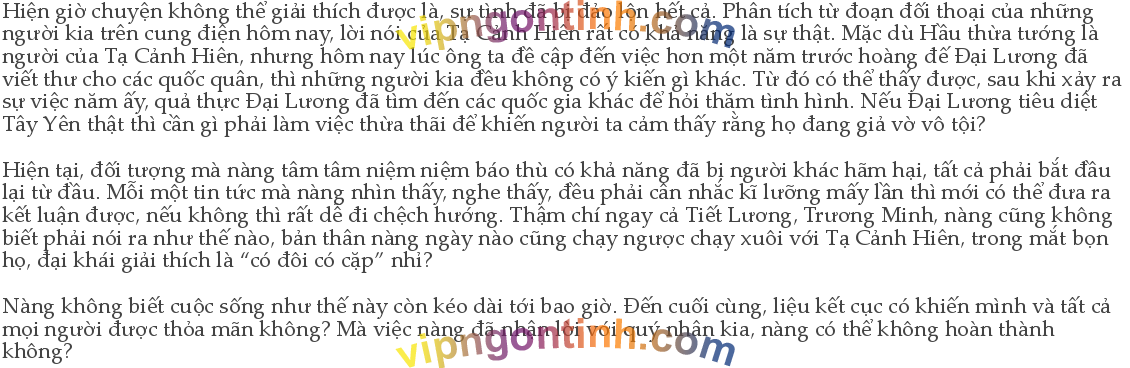 Hiện giờ chuyện không thể giải thích được là, sự tình đã bị đảo lộn hết cả. Phân tích từ đoạn đối thoại của những
người kia trên cung điện hôm nay, lời nói của Tạ Cảnh Hiên rất có khả năng là sự thật. Mặc dù Hầu thừa tướng là
người của Tạ Cảnh Hiên, nhưng hôm nay lúc ông ta đề cập đến việc hơn một năm trước hoàng đế Đại Lương đã
viết thư cho các quốc quân, thì những người kia đều không có ý kiến gì khác. Từ đó có thể thấy được, sau khi xảy ra
sự việc năm ấy, quả thực Đại Lương đã tìm đến các quốc gia khác để hỏi thăm tình hình. Nếu Đại Lương tiêu diệt
Tây Yên thật thì cần gì phải làm việc thừa thãi để khiến người ta cảm thấy rằng họ đang giả vờ vô tội?
Hiện tại, đối tượng mà nàng tâm tâm niệm niệm báo thù có khả năng đã bị người khác hãm hại, tất cả phải bắt đầu
lại từ đầu. Mỗi một tin tức mà nàng nhìn thấy, nghe thấy, đều phải cân nhắc kĩ lưỡng mấy lần thì mới có thể đưa ra
kết luận được, nếu không thì rất dễ đi chệch hướng. Thậm chí ngay cả Tiết Lương, Trương Minh, nàng cũng không
biết phải nói ra như thế nào, bản thân nàng ngày nào cũng chạy ngược chạy xuôi với Tạ Cảnh Hiên, trong mắt bọn
họ, đại khái giải thích là “có đôi có cặp” nhỉ?
Nàng không biết cuộc sống như thế này còn kéo dài tới bao giờ. Đến cuối cùng, liệu kết cục có khiến mình và tất cả
mọi người được thỏa mãn không? Mà việc nàng đã nhận lời với quý nhân kia, nàng có thể không hoàn thành
không?
vipngontinh.com
vipngontinh.com